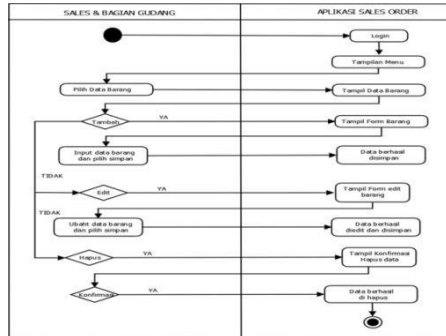 SALES & BAGIAN GUDANG
APLIKASI SALES ORDER
Login
Tampilan Menu
Pilih Data Barang
Tampil Data Barang
Tambah
YA
Tampil Form Barang
Input data barang
dan pilih simpan
Data berhasil
disimpan
TIDAK
Edit
YA
Tampil Form edit
barang
TIDAK
Ubaht data barang
dan pilih simpan
Data berhasil
diedit dan disimpan
Hapus
YA
Tampil Konfirmasi
Hapus data
Konfirmasi
YA
Data berhasil
di hapus